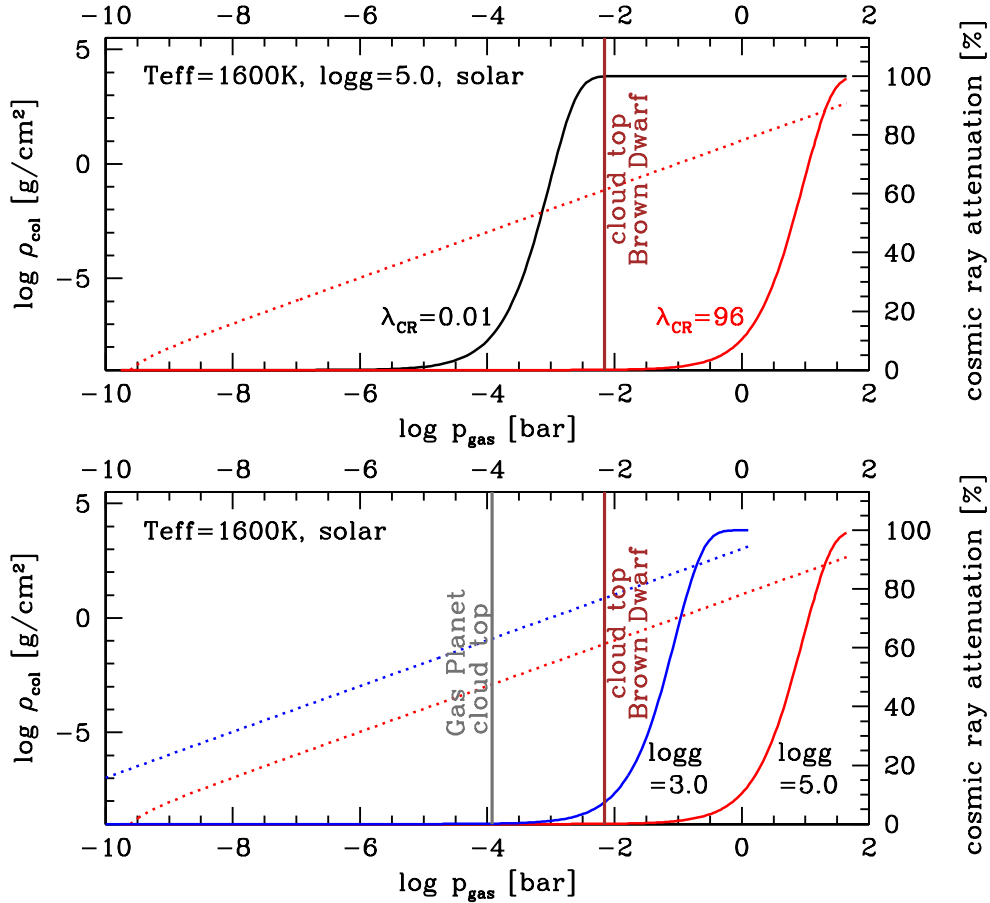 −10 −8 −6 −4 −2 0 2
Teff=1600K, logg=5.0, solar
5
0
−5
log ρcol [g/cm²]
100
80
60
40
20
0
cosmic ray attenuation [%]
cloud top
Brown Dwarf
λCR=0.01
λCR=96
−10 −8 −6 −4 −2 0 2
log pgas [bar]
−10 −8 −6 −4 −2 0 2
Teff=1600K, solar
5
0
−5
log ρcol [g/cm²]
100
80
60
40
20
0
cosmic ray attenuation [%]
Gas Planet
cloud top
cloud top
Brown Dwarf
logg
=3.0
logg
=5.0
−10 −8 −6 −4 −2 0 2
log pgas [bar]